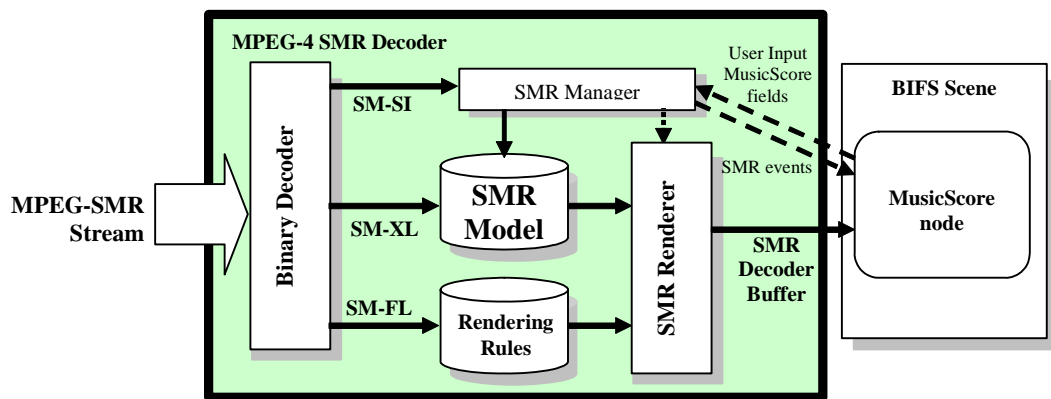 MPEG-4 SMR Decoder
MPEG-SMR
Stream
Binary Decoder
SM-SI
SM-XL
SM-FL
SMR Manager
SMR
Model
Rendering
Rules
SMR Renderer
User Input
MusicScore
fields
SMR events
SMR
Decoder
Buffer
BIFS Scene
MusicScore
node